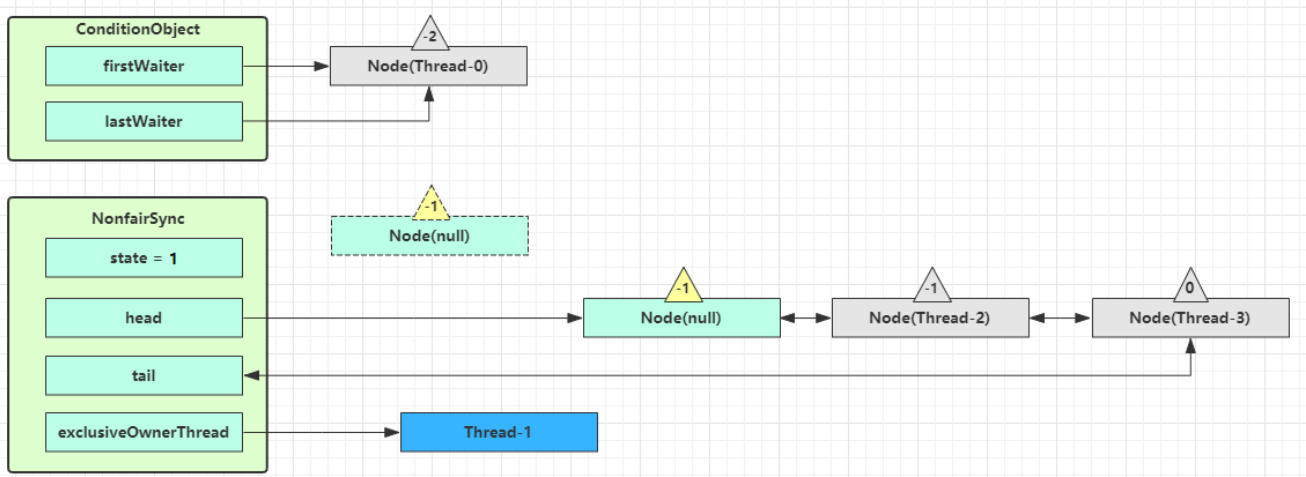 ConditionObject
-2
firstWaiter
Node(Thread-0)
lastWaiter
-1
NonfairSync
Node(null)
state = 1
-1
-1
0
head
Node(null)
Node(Thread-2)
Node(Thread-3)
tail
exclusiveOwnerThread
Thread-1